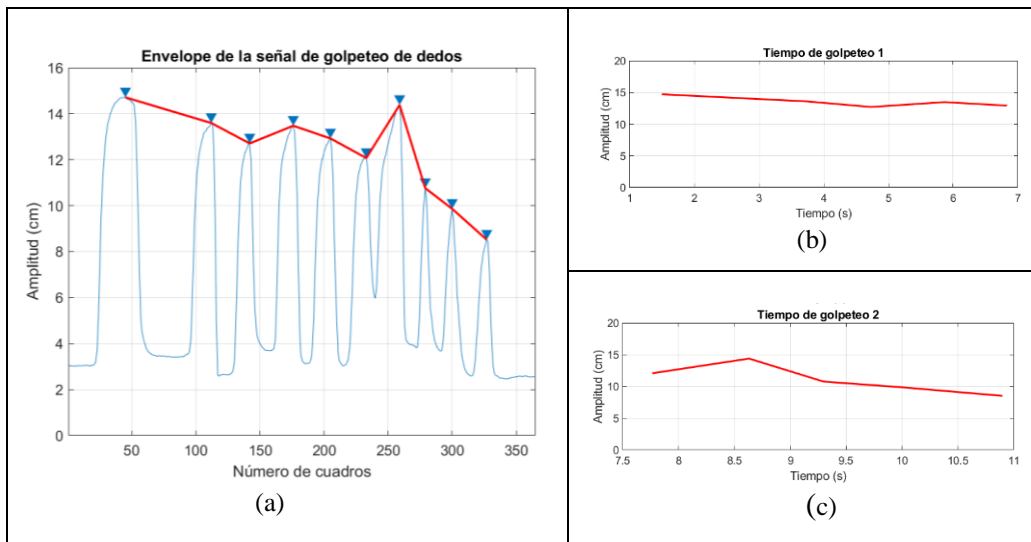 Envelope de la señal de golpeteo de dedos
16
14
12
10
8
6
4
2
0
Amplitud (cm)
50 100 150 200 250 300 350
Número de cuadros
(a)
Tiempo de golpeteo 1
20
15
10
5
0
Amplitud (cm)
1 2 3 4 5 6 7
Tiempo (s)
(b)
Tiempo de golpeteo 2
20
15
10
5
0
Amplitud (cm)
7.5 8 8.5 9 9.5 10 10.5 11
Tiempo (s)
(c)